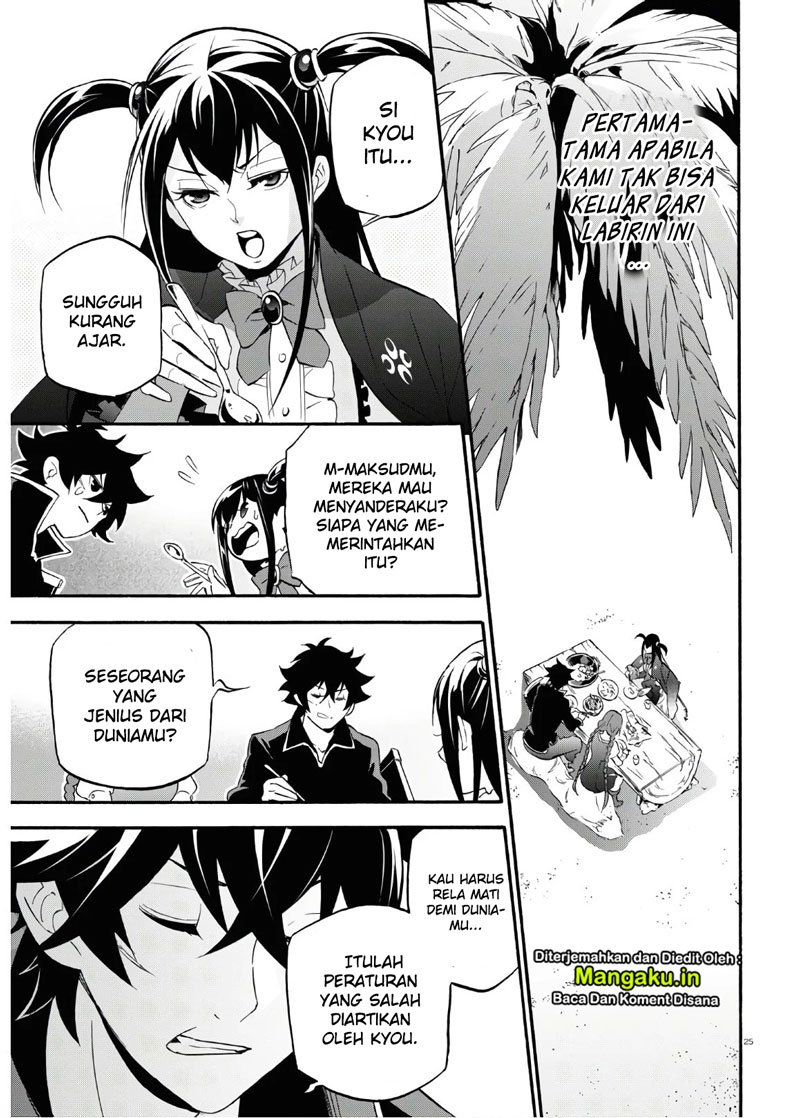 PERTAMA-
TAMA APABILA
KAMI TAK BISA
KELUAR DARI
LABIRIN INI
...
SI
KYOU
ITU...
SUNGGUH
KURANG
AJAR.
M-MAKSUDMU,
MEREKA MAU
MENYANDERAKU?
SIAPA YANG ME-
MERINTAHKAN
ITU?
SESEORANG
YANG
JENIUS DARI
DUNIAMU?
KAU HARUS
RELA MATI
DEMI DUNIA-
MU...
ITULAH
PERATURAN
YANG SALAH
DIARTIKAN
OLEH KYOU.
Diterjemahkan dan Diedit Oleh :
Mangaku.in
Baca Dan Koment Disana
25